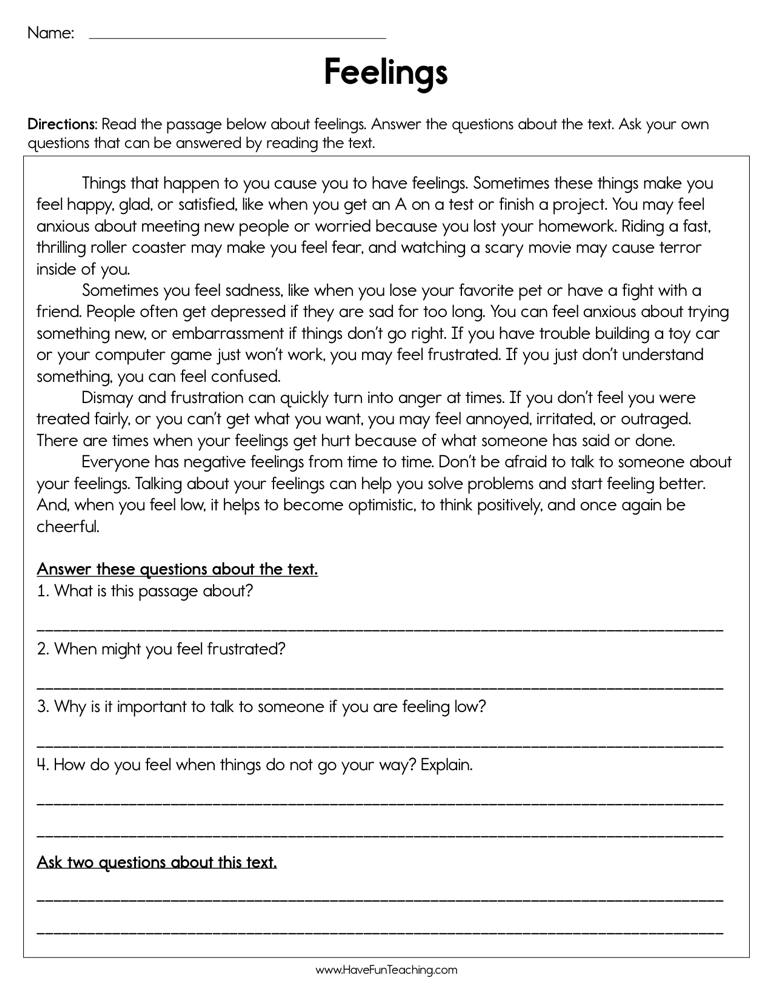 Name: ______________________________
Feelings
Directions: Read the passage below about feelings. Answer the questions about the text. Ask your own
questions that can be answered by reading the text.
Things that happen to you cause you to have feelings. Sometimes these things make you
feel happy, glad, or satisfied, like when you get an A on a test or finish a project. You may feel
anxious about meeting new people or worried because you lost your homework. Riding a fast,
thrilling roller coaster may make you feel fear, and watching a scary movie may cause terror
inside of you.
Sometimes you feel sadness, like when you lose your favorite pet or have a fight with a
friend. People often get depressed if they are sad for too long. You can feel anxious about trying
something new, or embarrassment if things don't go right. If you have trouble building a toy car
or your computer game just won't work, you may feel frustrated. If you just don't understand
something, you can feel confused.
Dismay and frustration can quickly turn into anger at times. If you don't feel you were
treated fairly, or you can't get what you want, you may feel annoyed, irritated, or outraged.
There are times when your feelings get hurt because of what someone has said or done.
Everyone has negative feelings from time to time. Don't be afraid to talk to someone about
your feelings. Talking about your feelings can help you solve problems and start feeling better.
And, when you feel low, it helps to become optimistic, to think positively, and once again be
cheerful.
Answer these questions about the text.
1. What is this passage about?
2. When might you feel frustrated?
3. Why is it important to talk to someone if you are feeling low?
4. How do you feel when things do not go your way? Explain.
Ask two questions about this text.
www.HaveFunTeaching.com